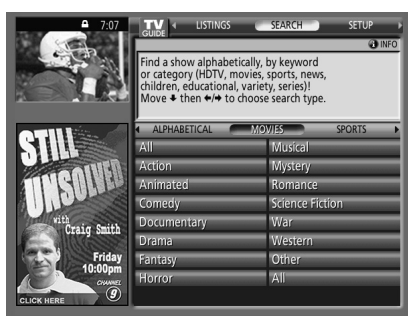 7:07
TV
GUIDE
LISTINGS
SEARCH
SETUP
i INFO
Find a show alphabetically, by keyword
or category (HDTV, movies, sports, news,
children, educational, variety, series)!
Move ↓ then ←/→ to choose search type.
ALPHABETICAL
MOVIES
SPORTS
All
Musical
Action
Mystery
Animated
Romance
Comedy
Science Fiction
Documentary
War
Drama
Western
Fantasy
Other
Horror
All
STILL
UNSOLVED
with
Craig Smith
Friday
10:00pm
CHANNEL
9
CLICK HERE